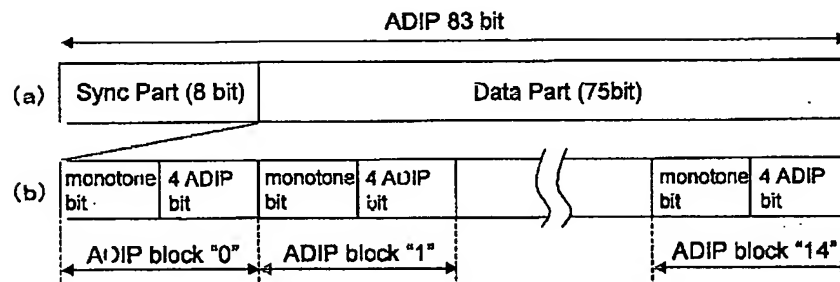 ADIP 83 bit
(a)
Sync Part (8 bit)
Data Part (75bit)
(b)
monotone bit
4 ADIP bit
monotone bit
4 ADIP bit
monotone bit
4 ADIP bit
ADIP block "0"
ADIP block "1"
ADIP block "14"